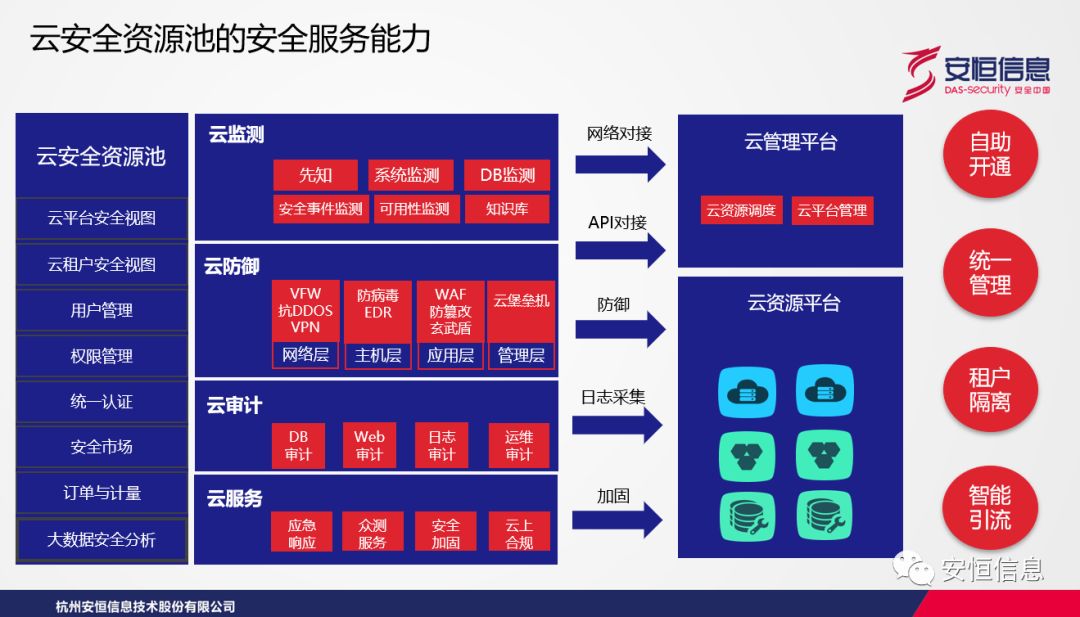 云安全资源池的安全服务能力
安恒信息
DAS-security 安全中国
云安全资源池
云平台安全视图
云租户安全视图
用户管理
权限管理
统一认证
安全市场
订单与计量
大数据安全分析
云监测
先知
系统监测
DB监测
安全事件监测
可用性监测
知识库
云防御
VFW
抗DDOS
VPN
网络层
防病毒
EDR
主机层
WAF
防篡改
玄武盾
应用层
云堡垒机
管理层
云审计
DB
审计
Web
审计
日志
审计
运维
审计
云服务
应急
响应
众测
服务
安全
加固
云上
合规
网络对接
API对接
防御
日志采集
加固
云管理平台
云资源调度
云平台管理
云资源平台
自助
开通
统一
管理
租户
隔离
智能
引流
安恒信息
杭州安恒信息技术股份有限公司